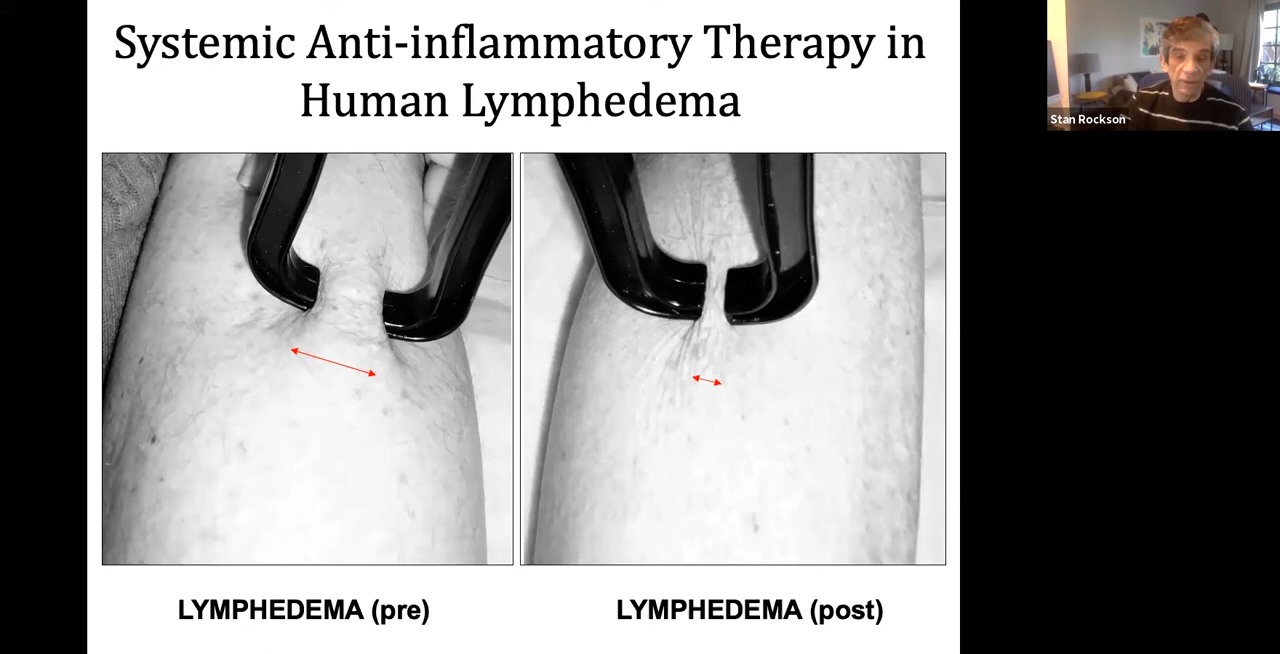 Systemic Anti-inflammatory Therapy in
Human Lymphedema
Stan Rockson
LYMPHEDEMA (pre)
LYMPHEDEMA (post)